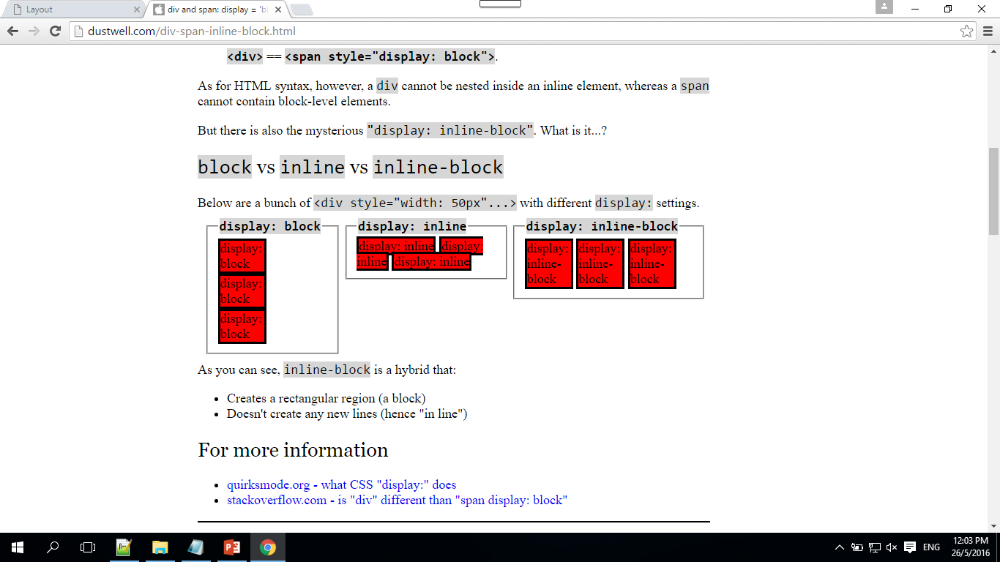 Layout
div and span: display = 'bl
dustwell.com/div-span-inline-block.html
<div> == <span style="display: block">.
As for HTML syntax, however, a div cannot be nested inside an inline element, whereas a span
cannot contain block-level elements.
But there is also the mysterious "display: inline-block". What is it...?
block vs inline vs inline-block
Below are a bunch of <div style="width: 50px"...> with different display: settings.
display: block
display:
block
display:
block
display:
block
display: inline
display: inline display:
inline display: inline
display: inline-block
display: display: display:
inline- inline- inline-
block block block
As you can see, inline-block is a hybrid that:
• Creates a rectangular region (a block)
• Doesn't create any new lines (hence "in line")
For more information
• quirksmode.org - what CSS "display:" does
• stackoverflow.com - is "div" different than "span display: block"
ENG
12:03 PM
26/5/2016